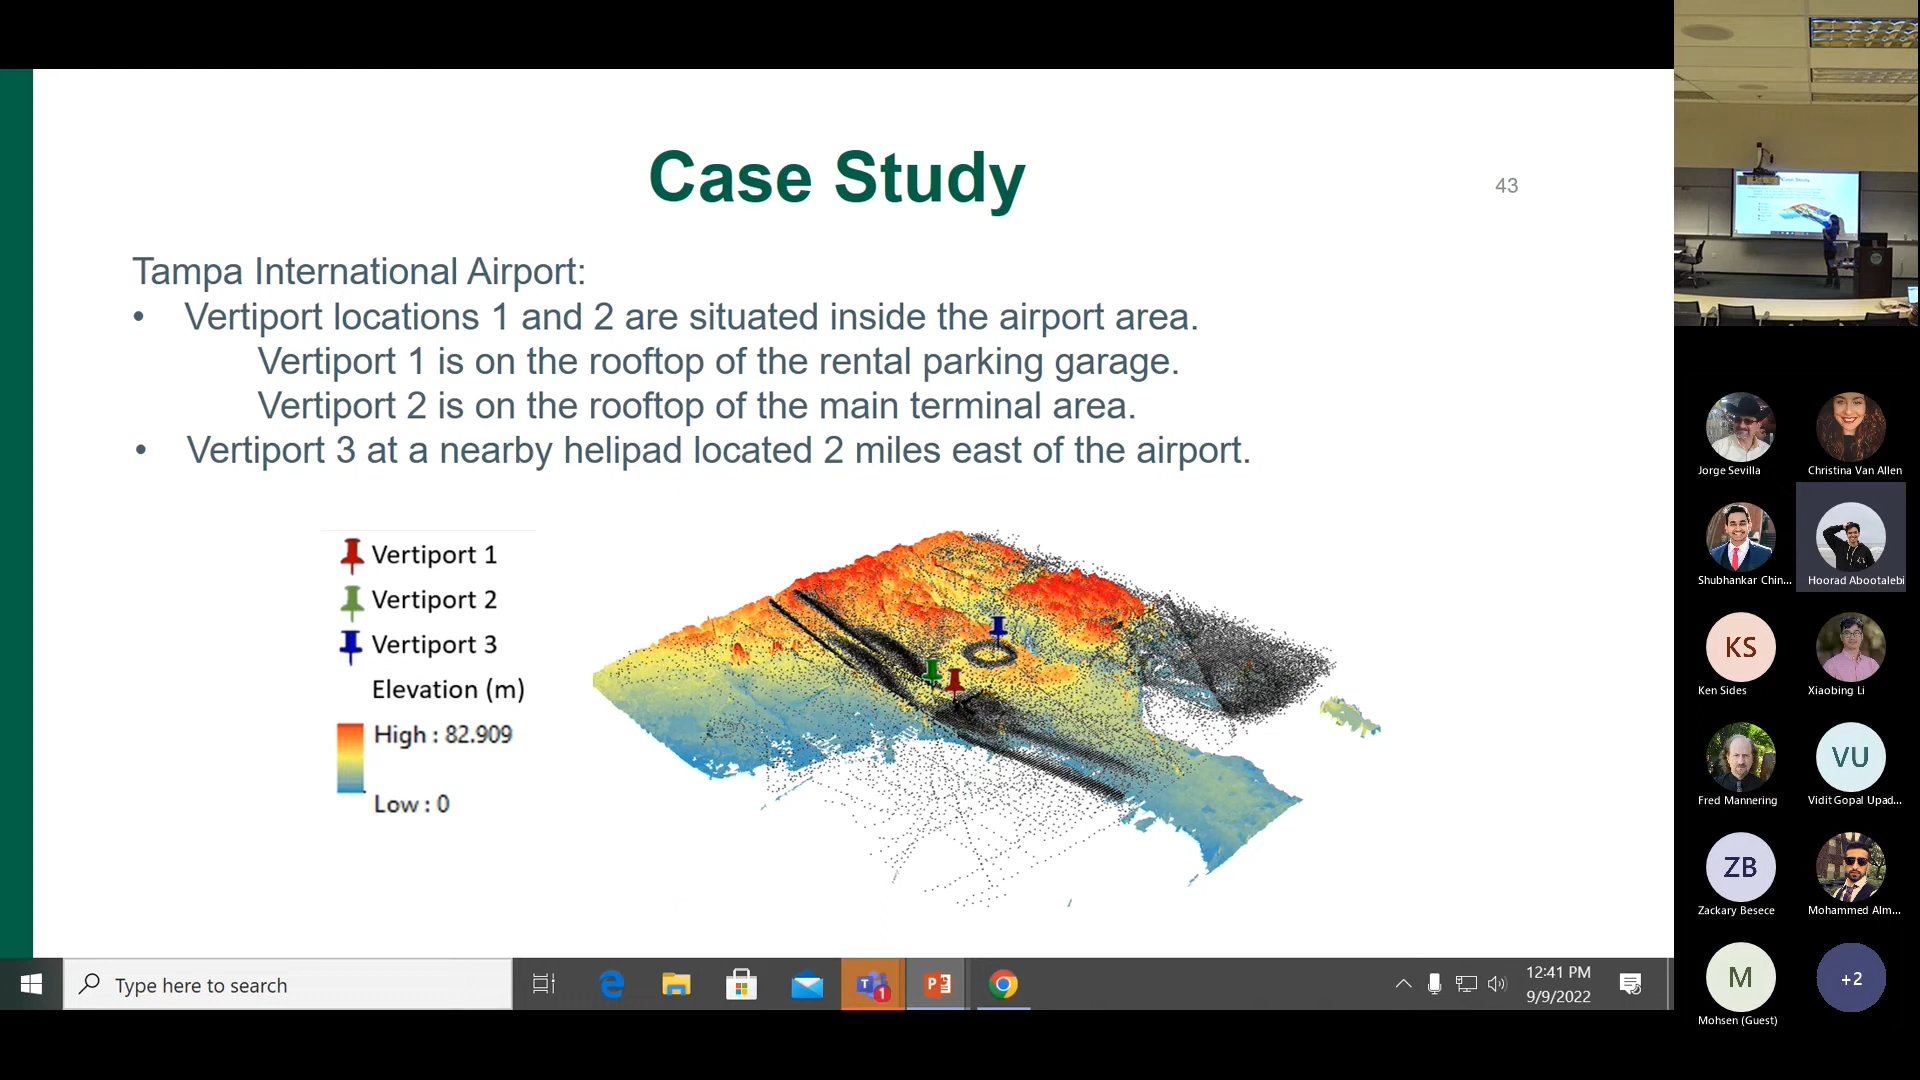 Case Study
43
Tampa International Airport:
• Vertiport locations 1 and 2 are situated inside the airport area.
Vertiport 1 is on the rooftop of the rental parking garage.
Vertiport 2 is on the rooftop of the main terminal area.
• Vertiport 3 at a nearby helipad located 2 miles east of the airport.
Vertiport 1
Vertiport 2
Vertiport 3
Elevation (m)
High : 82.909
Low : 0
Type here to search
12:41 PM
9/9/2022
Jorge Sevilla
Christina Van Allen
Shubhankar Chin...
Hoorad Abootalebi
KS
Ken Sides
Xiaobing Li
Fred Mannering
VU
Vidit Gopal Upad...
ZB
Zackary Besece
Mohammed Alm...
M
Mohsen (Guest)
+2